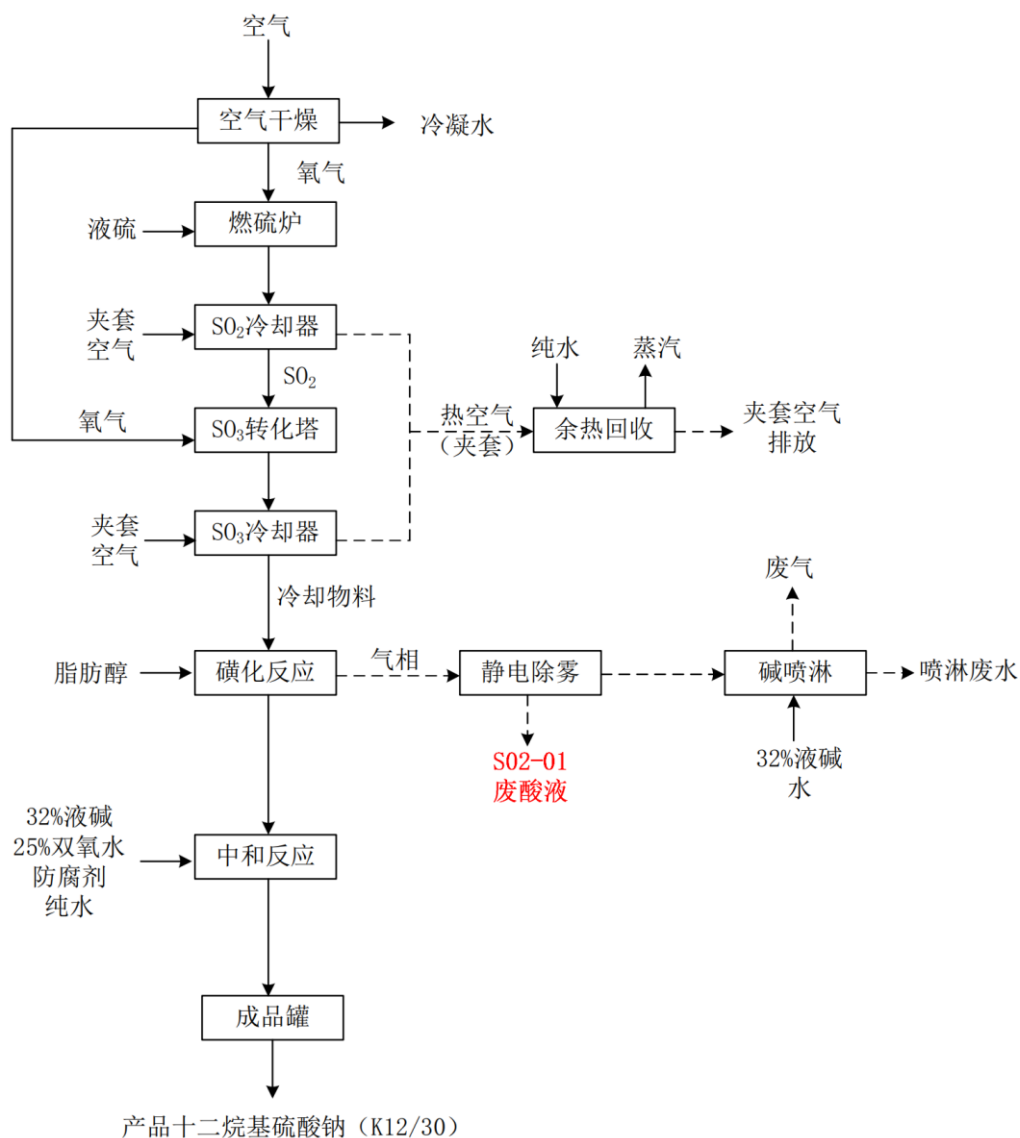 空气
空气干燥
冷凝水
氧气
液硫
燃硫炉
夹套
空气
SO₂冷却器
SO₂
纯水
蒸汽
氧气
SO₃转化塔
热空气
（夹套）
余热回收
夹套空气
排放
夹套
空气
SO₃冷却器
冷却物料
废气
脂肪醇
磺化反应
气相
静电除雾
碱喷淋
喷淋废水
S02-01
废酸液
32%液碱
水
32%液碱
25%双氧水
防腐剂
纯水
中和反应
成品罐
产品十二烷基硫酸钠（K12/30）